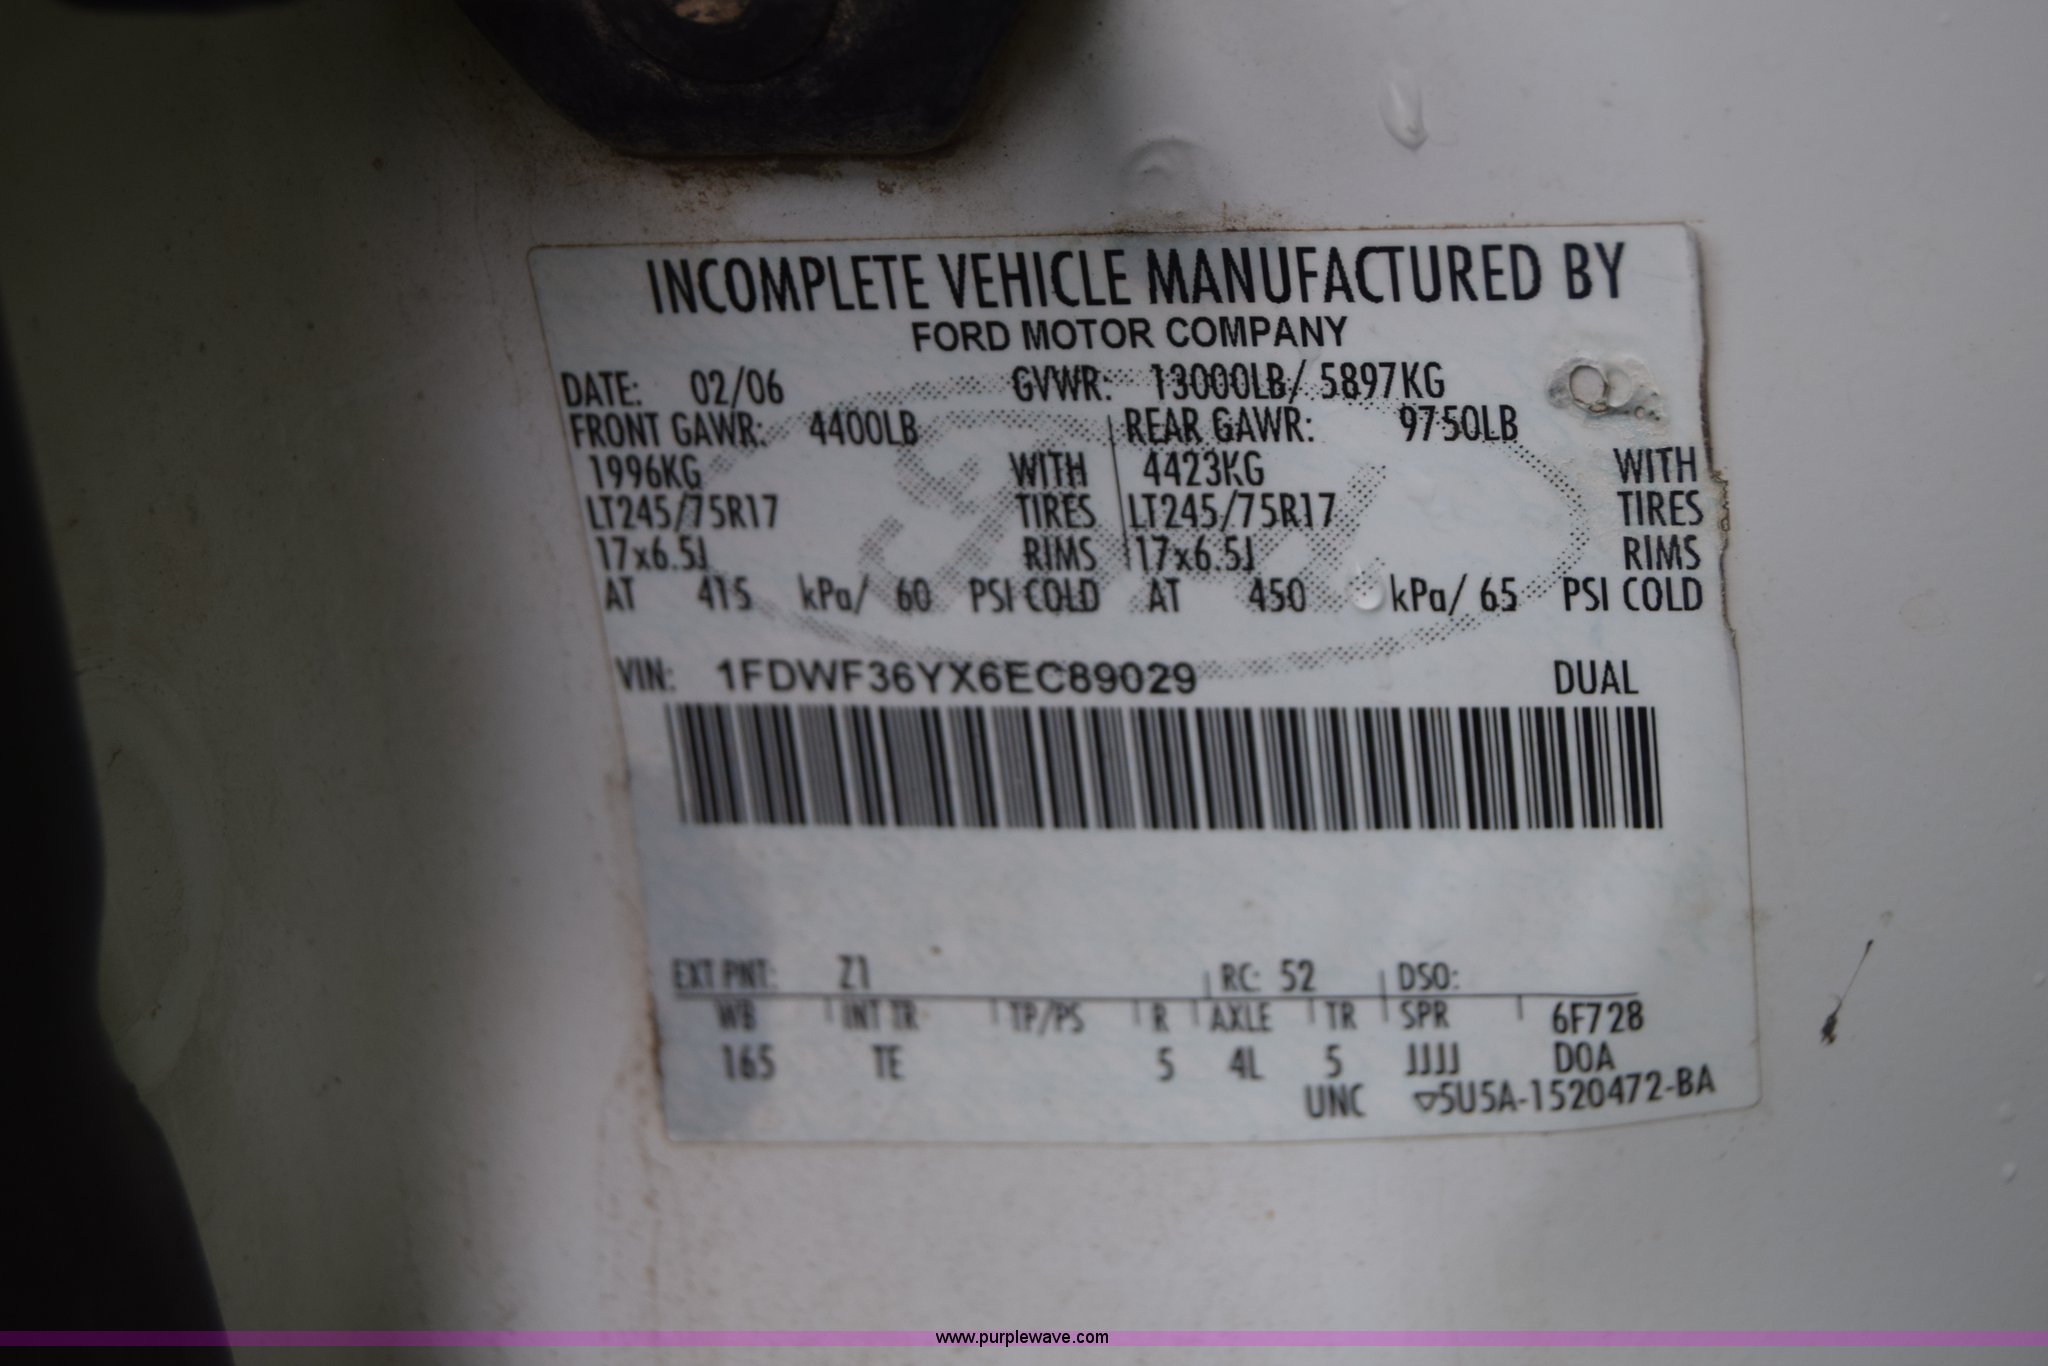 INCOMPLETE VEHICLE MANUFACTURED BY
FORD MOTOR COMPANY
DATE: 02/06 GVWR: 13000LB/ 5897KG
FRONT GAWR: 4400LB REAR GAWR: 9750LB
1996KG WITH 4423KG WITH
LT245/75R17 TIRES LT245/75R17 TIRES
17x6.5J RIMS 17x6.5J RIMS
AT 415 kPa/ 60 PSI COLD AT 450 kPa/ 65 PSI COLD
VIN: 1FDWF36YX6EC89029 DUAL
EXT PNT: Z1 RC: 52 DSO:
WB INT TR TP/PS R AXLE TR SPR 6F728
165 TE 5 4L 5 JJJJ DOA
UNC ▽5U5A-1520472-BA
www.purplewave.com